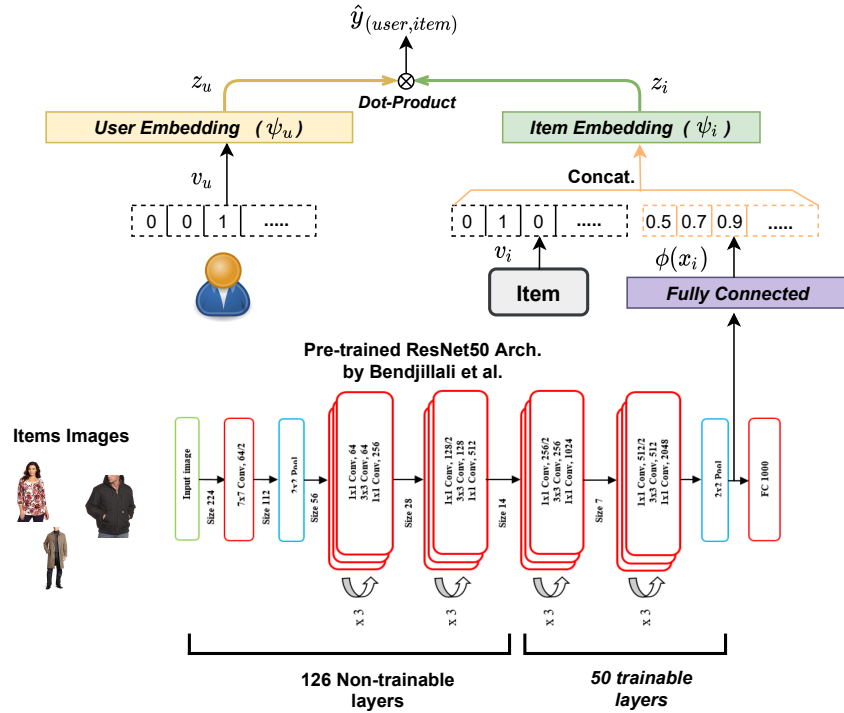 ŷ(user,item)
z_u
z_i
Dot-Product
User Embedding (ψ_u)
Item Embedding (ψ_i)
v_u
Concat.
0 0 1 .....
0 1 0 .....
0.5 0.7 0.9 .....
v_i
ϕ(x_i)
Item
Fully Connected
Pre-trained ResNet50 Arch.
by Bendjillali et al.
Items Images
Input image
Size 224
7x7 Conv, 64/2
Size 112
2x2 Pool
Size 56
1x1 Conv, 64
3x3 Conv, 64
1x1 Conv, 256
x 3
Size 28
1x1 Conv, 128/2
3x3 Conv, 128
1x1 Conv, 512
x 3
Size 14
1x1 Conv, 256/2
3x3 Conv, 256
1x1 Conv, 1024
x 3
Size 7
1x1 Conv, 512/2
3x3 Conv, 512
1x1 Conv, 2048
x 3
2x2 Pool
FC 1000
126 Non-trainable
layers
50 trainable
layers